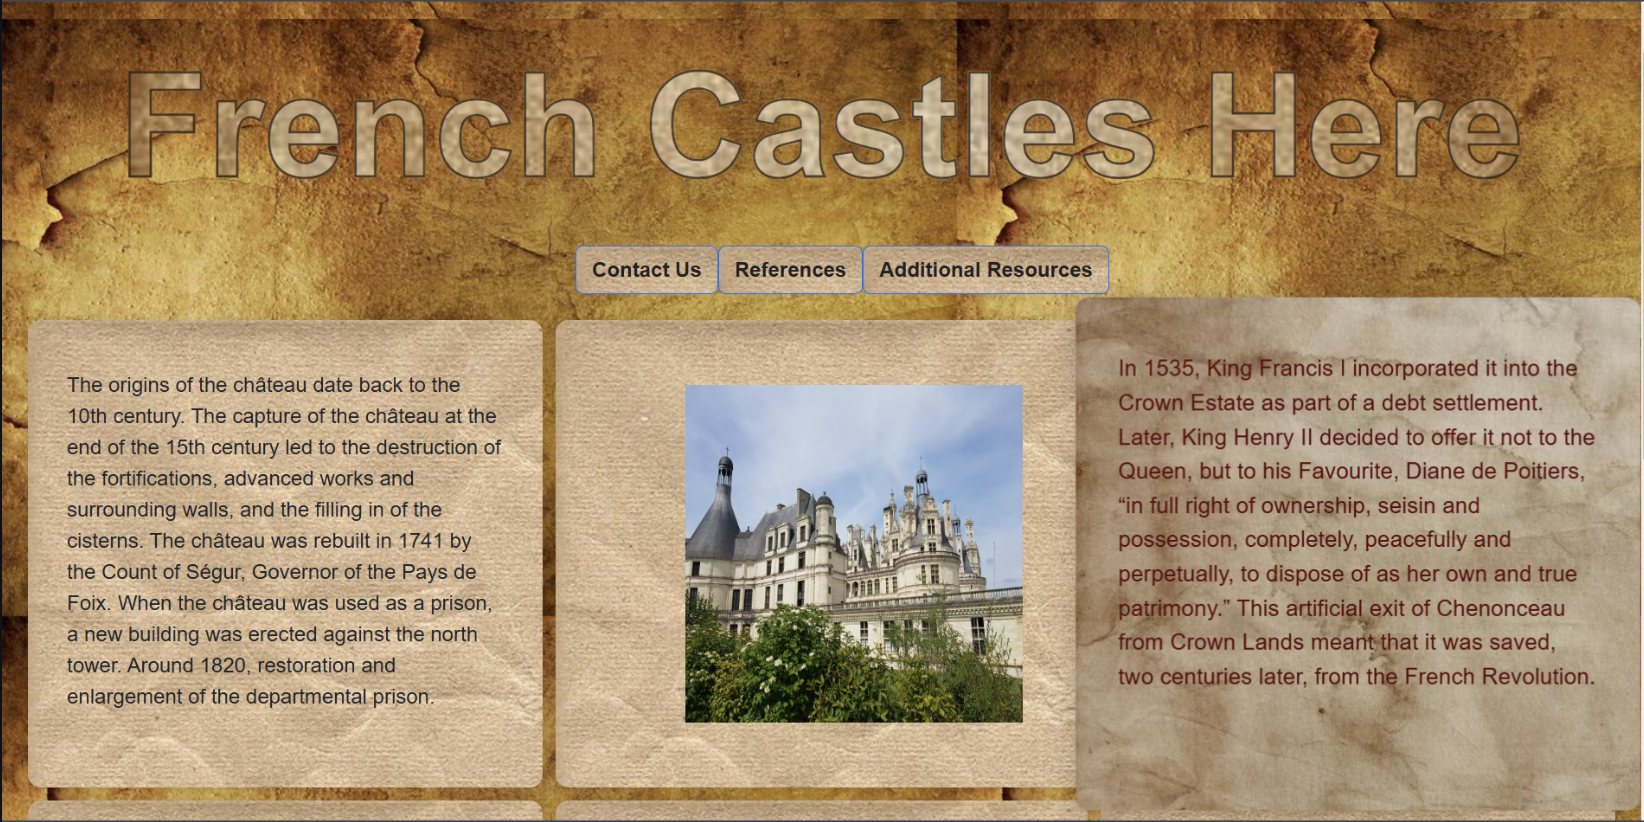 French Castles Here
Contact Us
References
Additional Resources
The origins of the château date back to the
10th century. The capture of the château at the
end of the 15th century led to the destruction of
the fortifications, advanced works and
surrounding walls, and the filling in of the
cisterns. The château was rebuilt in 1741 by
the Count of Ségur, Governor of the Pays de
Foix. When the château was used as a prison,
a new building was erected against the north
tower. Around 1820, restoration and
enlargement of the departmental prison.
In 1535, King Francis I incorporated it into the
Crown Estate as part of a debt settlement.
Later, King Henry II decided to offer it not to the
Queen, but to his Favourite, Diane de Poitiers,
“in full right of ownership, seisin and
possession, completely, peacefully and
perpetually, to dispose of as her own and true
patrimony.” This artificial exit of Chenonceau
from Crown Lands meant that it was saved,
two centuries later, from the French Revolution.